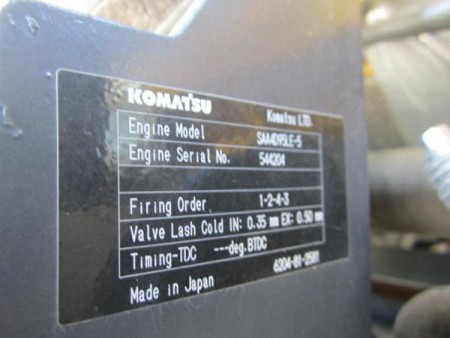 KOMATSU Komatsu LTD.
Engine Model SAA4D95LE-5
Engine Serial No. 544204
Firing Order 1-2-4-3
Valve Lash Cold IN: 0.35 mm EX: 0.50 mm
Timing-TDC ---deg.BTDC
Made in Japan 6204-81-2581